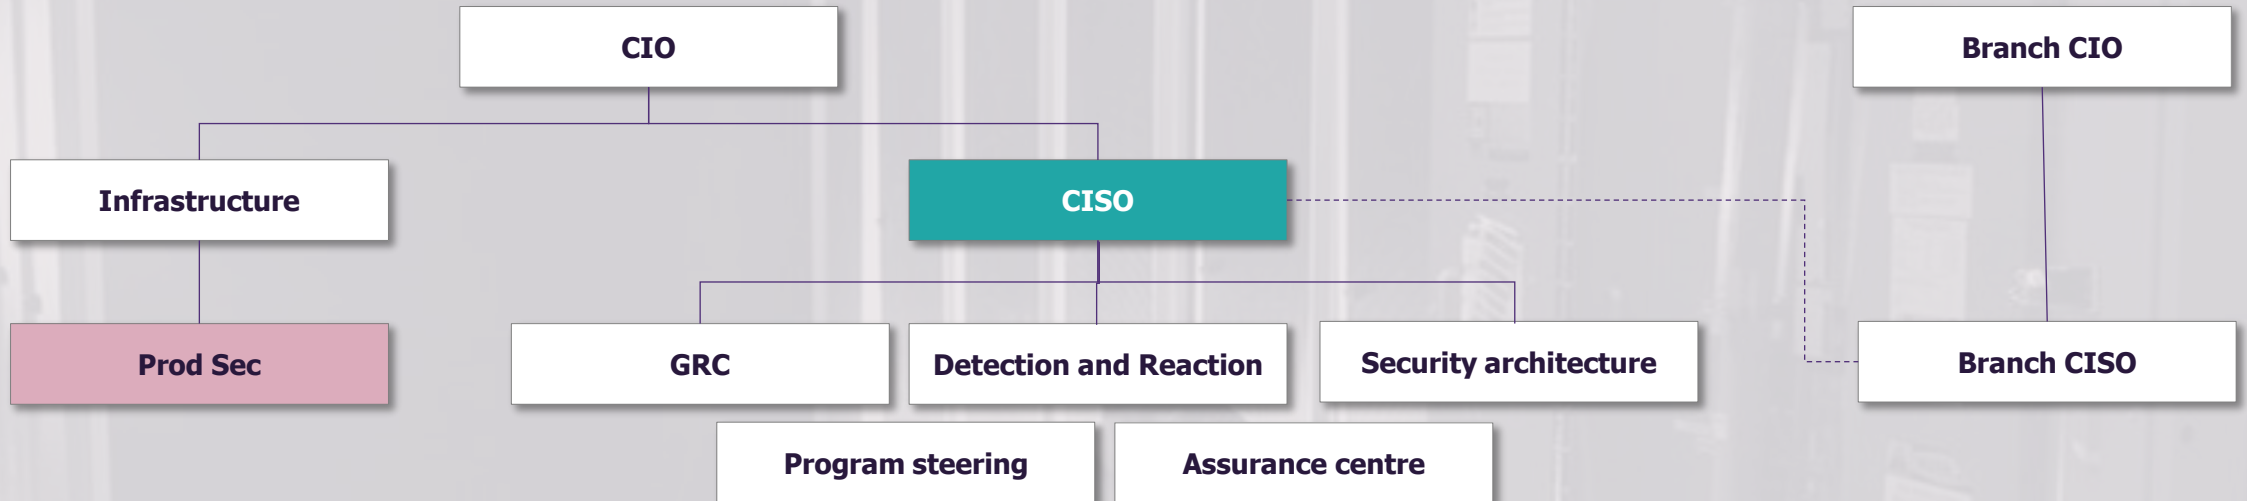 CIO
Branch CIO
Infrastructure
CISO
Prod Sec
GRC
Detection and Reaction
Security architecture
Branch CISO
Program steering
Assurance centre